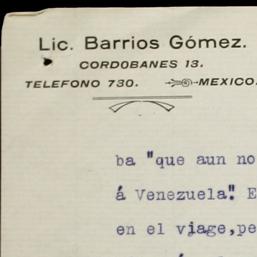 Lic. Barrios Gómez.
CORDOBANES 13.
TELEFONO 730. MEXICO.
ba "que aun no
á Venezuela". E
en el viage,pe